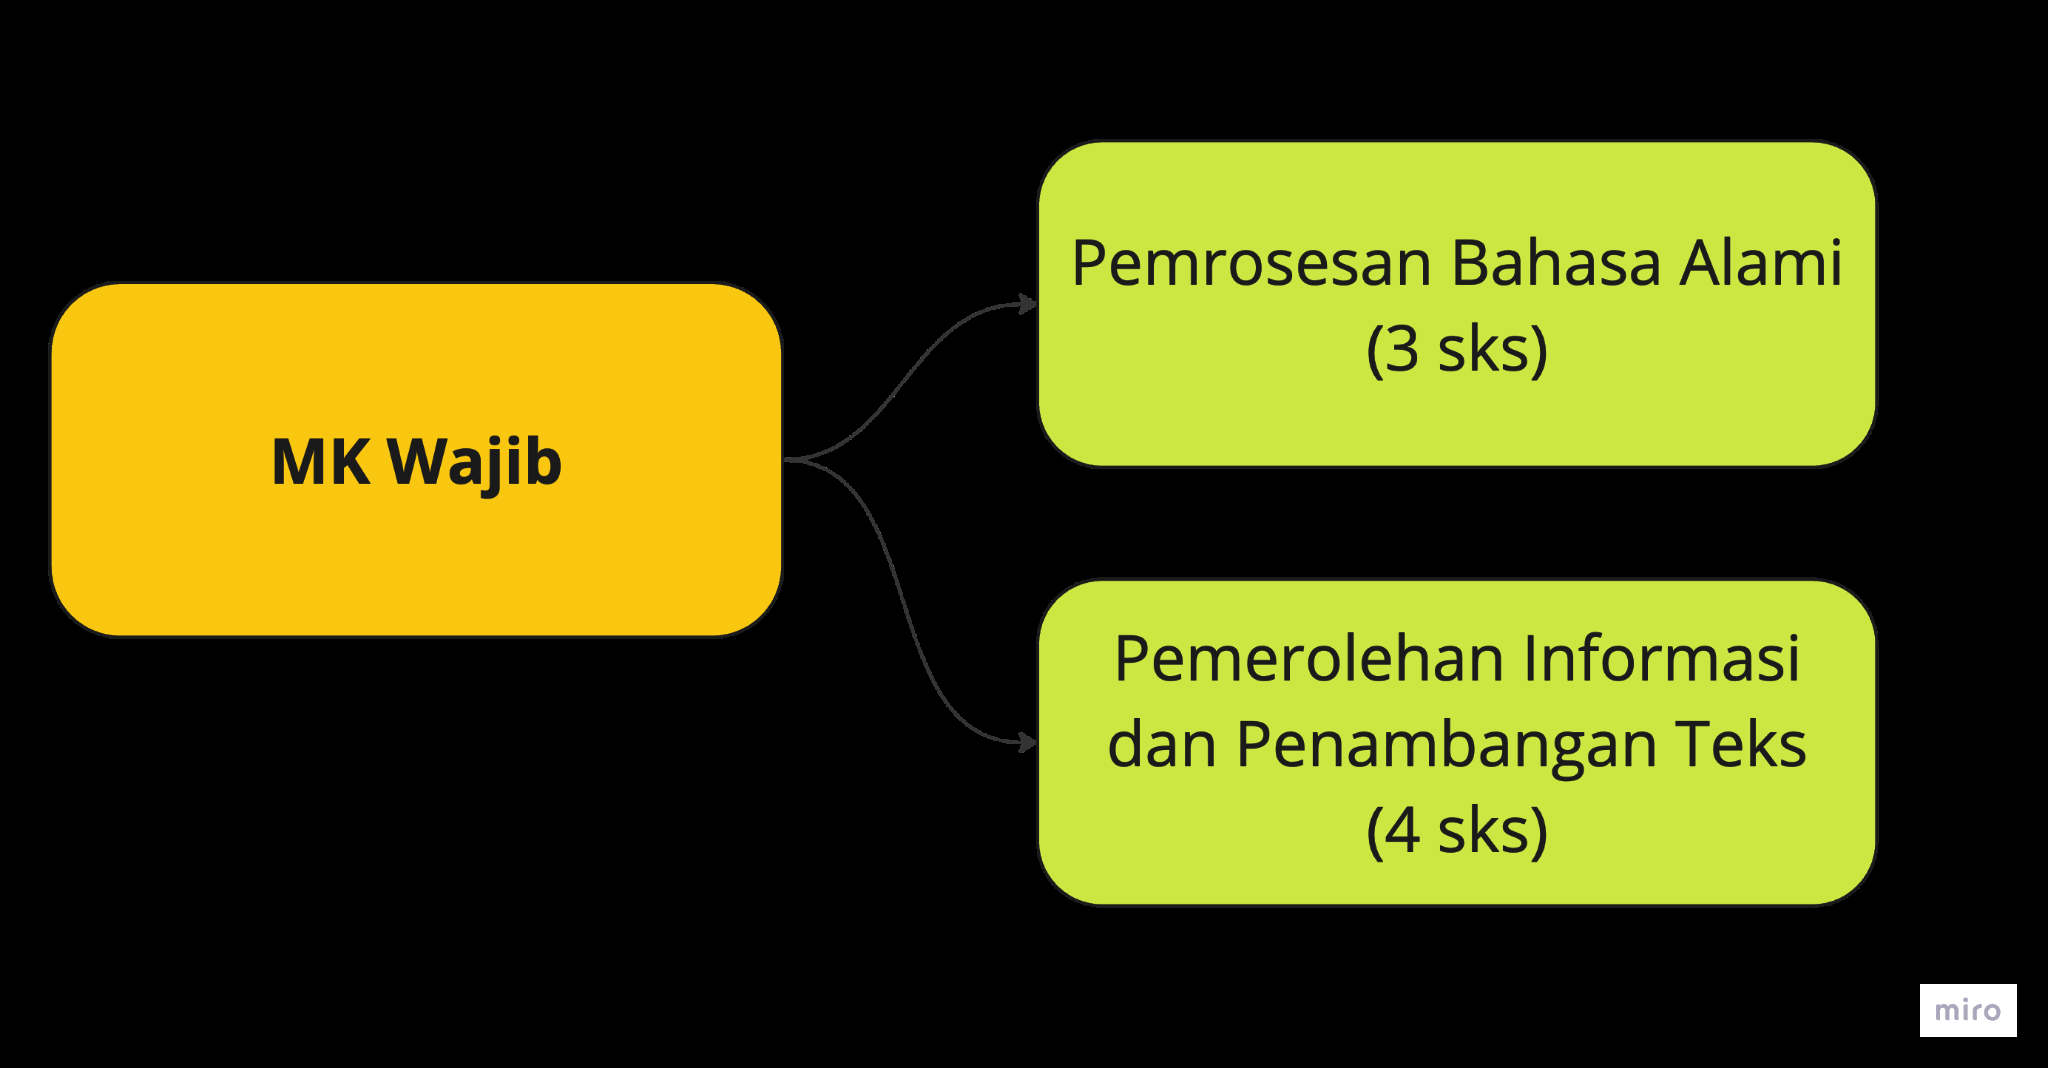 MK Wajib
Pemrosesan Bahasa Alami
(3 sks)
Pemerolehan Informasi
dan Penambangan Teks
(4 sks)
miro